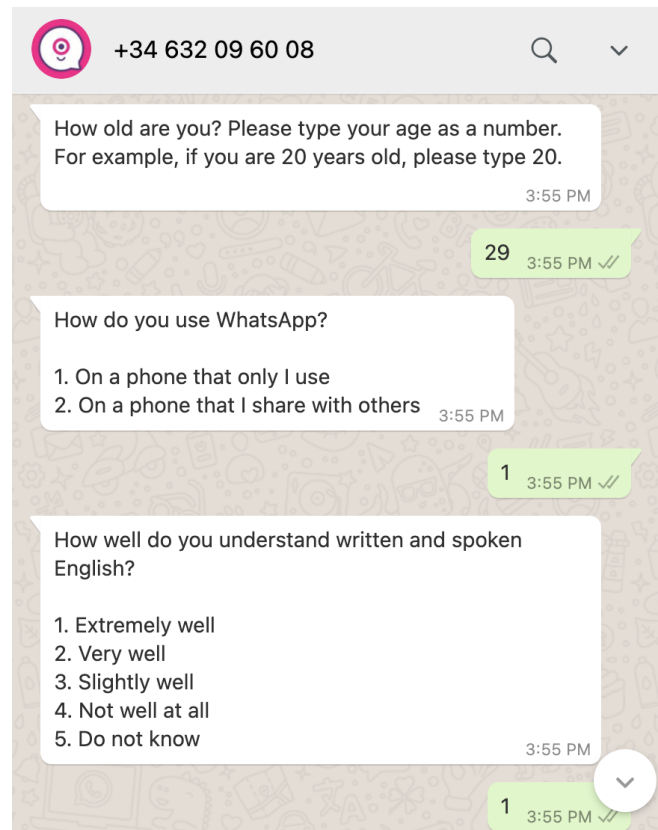 +34 632 09 60 08
How old are you? Please type your age as a number.
For example, if you are 20 years old, please type 20.
3:55 PM
29 3:55 PM
How do you use WhatsApp?
1. On a phone that only I use
2. On a phone that I share with others 3:55 PM
1 3:55 PM
How well do you understand written and spoken
English?
1. Extremely well
2. Very well
3. Slightly well
4. Not well at all
5. Do not know
3:55 PM
1 3:55 PM